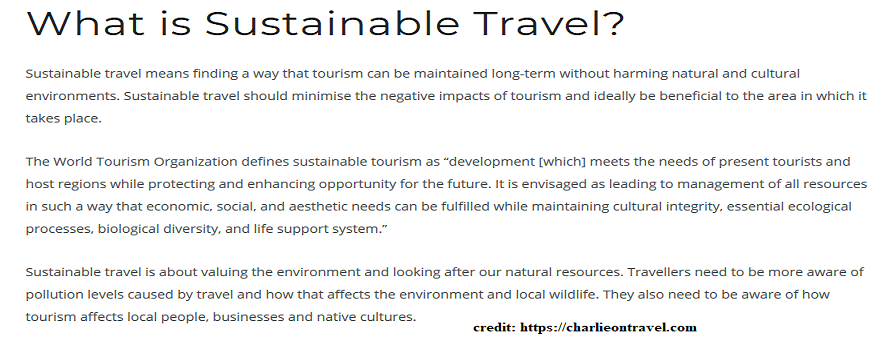 What is Sustainable Travel?
Sustainable travel means finding a way that tourism can be maintained long-term without harming natural and cultural
environments. Sustainable travel should minimise the negative impacts of tourism and ideally be beneficial to the area in which it
takes place.
The World Tourism Organization defines sustainable tourism as “development [which] meets the needs of present tourists and
host regions while protecting and enhancing opportunity for the future. It is envisaged as leading to management of all resources
in such a way that economic, social, and aesthetic needs can be fulfilled while maintaining cultural integrity, essential ecological
processes, biological diversity, and life support system.”
Sustainable travel is about valuing the environment and looking after our natural resources. Travellers need to be more aware of
pollution levels caused by travel and how that affects the environment and local wildlife. They also need to be aware of how
tourism affects local people, businesses and native cultures.
credit: https://charlieontravel.com